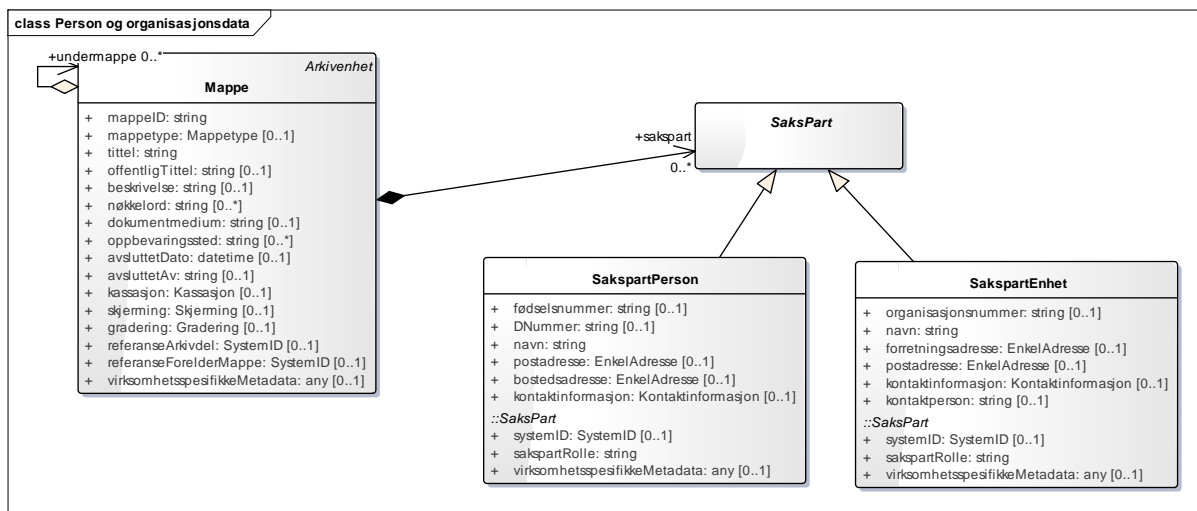 class Person og organisasjonsdata
+undermappe 0..*
Arkivenhet
Mappe
+ mappeID: string
+ mappetype: Mappetype [0..1]
+ tittel: string
+ offentligTittel: string [0..1]
+ beskrivelse: string [0..1]
+ nøkkelord: string [0..*]
+ dokumentmedium: string [0..1]
+ oppbevaringssted: string [0..*]
+ avsluttetDato: datetime [0..1]
+ avsluttetAv: string [0..1]
+ kassasjon: Kassasjon [0..1]
+ skjerming: Skjerming [0..1]
+ gradering: Gradering [0..1]
+ referanseArkivdel: SystemID [0..1]
+ referanseForelderMappe: SystemID [0..1]
+ virksomhetsspesifikkeMetadata: any [0..1]
+sakspart
0..*
SaksPart
SakspartPerson
+ fødselsnummer: string [0..1]
+ DNummer: string [0..1]
+ navn: string
+ postadresse: EnkelAdresse [0..1]
+ bostedsadresse: EnkelAdresse [0..1]
+ kontaktinformasjon: Kontaktinformasjon [0..1]
::SaksPart
+ systemID: SystemID [0..1]
+ sakspartRolle: string
+ virksomhetsspesifikkeMetadata: any [0..1]
SakspartEnhet
+ organisasjonsnummer: string [0..1]
+ navn: string
+ forretningsadresse: EnkelAdresse [0..1]
+ postadresse: EnkelAdresse [0..1]
+ kontaktinformasjon: Kontaktinformasjon [0..1]
+ kontaktperson: string [0..1]
::SaksPart
+ systemID: SystemID [0..1]
+ sakspartRolle: string
+ virksomhetsspesifikkeMetadata: any [0..1]